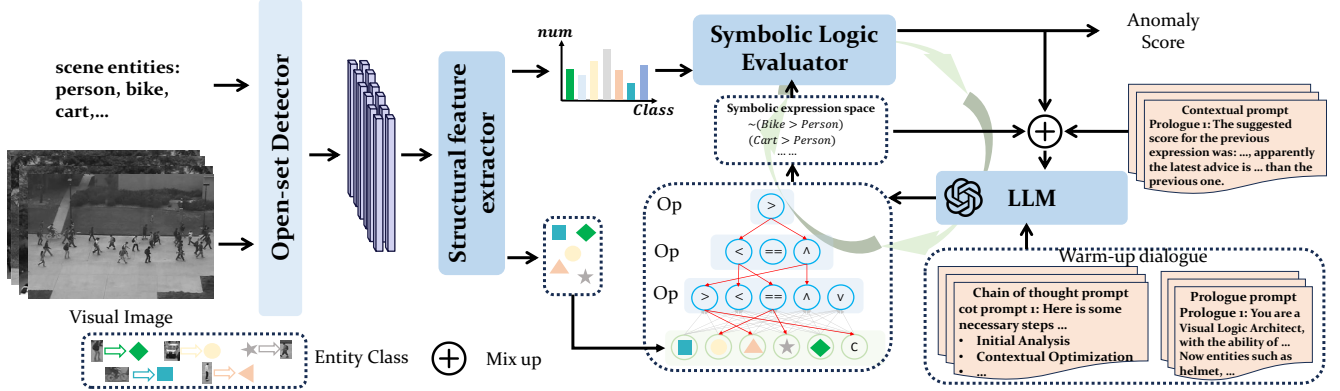 scene entities:
person, bike,
cart,...
Open-set Detector
Structural feature
extractor
num
Class
Symbolic Logic
Evaluator
Anomaly
Score
Symbolic expression space
~(Bike > Person)
(Cart > Person)
... ...
Contextual prompt
Prologue 1: The suggested
score for the previous
expression was: ..., apparently
the latest advice is ... than the
previous one.
LLM
Op
>
Op
< == ∧
Op
> < == ∧ ∨
C
Warm-up dialogue
Chain of thought prompt
cot prompt 1: Here is some
necessary steps ...
• Initial Analysis
• Contextual Optimization
• ...
Prologue prompt
Prologue 1: You are a
Visual Logic Architect,
with the ability of ...
Now entities such as
helmet, ...
Visual Image
Entity Class
Mix up